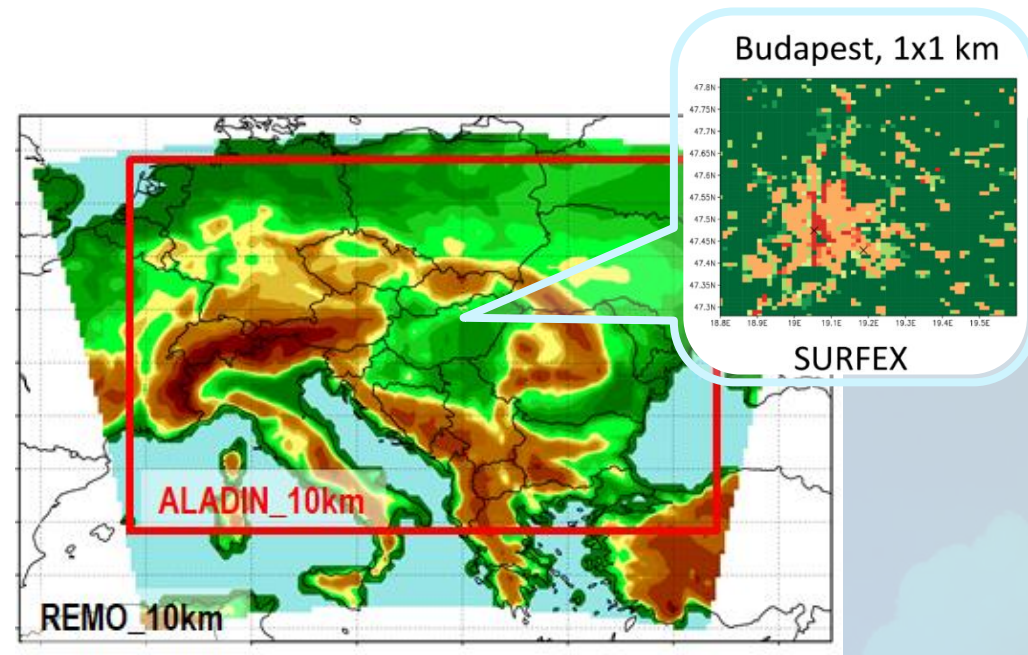 Budapest, 1x1 km
47.8N
47.75N
47.7N
47.65N
47.6N
47.55N
47.5N
47.45N
47.4N
47.35N
47.3N
18.8E 18.9E 19E 19.1E 19.2E 19.3E 19.4E 19.5E
SURFEX
ALADIN_10km
REMO_10km